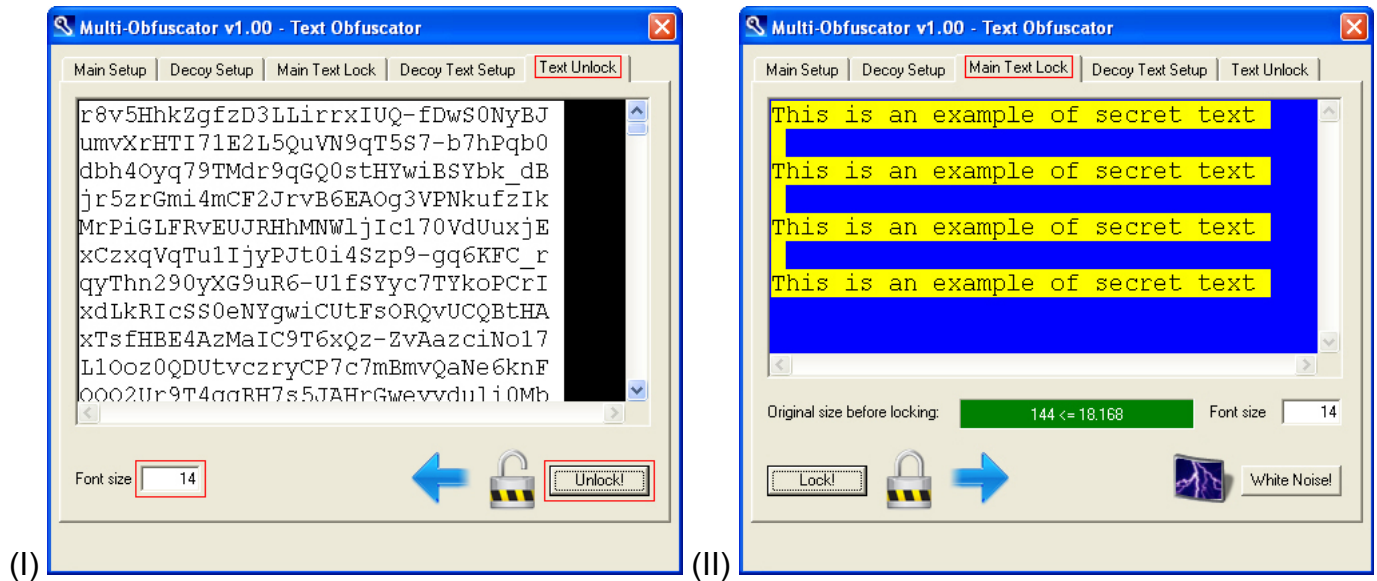 Multi-Obfuscator v1.00 - Text Obfuscator
Main Setup Decoy Setup Main Text Lock Decoy Text Setup Text Unlock
r8v5HhkZgfzD3LLirrxIUQ-fDwS0NyBJ
umvXrHTI71E2L5QuVN9qT5S7-b7hPqb0
dbh4Oyq79TMdr9qGQ0stHYwiBSYbk_dB
jr5zrGmi4mCF2JrvB6EAOg3VPNkufzIk
MrPiGLFRvEUJRHhMNWljIc170VdUuxjE
xCzxqVqTu1IjyPJt0i4Szp9-gq6KFC_r
qyThn290yXG9uR6-U1fSYyc7TYkoPCrI
xdLkRIcSS0eNYgwiCUtFsORQvUCQBtHA
xTsfHBE4AzMaIC9T6xQz-ZvAazciNo17
L1Ooz0QDUtvczryCP7c7mBmvQaNe6knF
Font size 14
Unlock!
(I)
Multi-Obfuscator v1.00 - Text Obfuscator
Main Setup Decoy Setup Main Text Lock Decoy Text Setup Text Unlock
This is an example of secret text
This is an example of secret text
This is an example of secret text
This is an example of secret text
Original size before locking: 144 <= 18.168 Font size 14
Lock! White Noise!
(II)